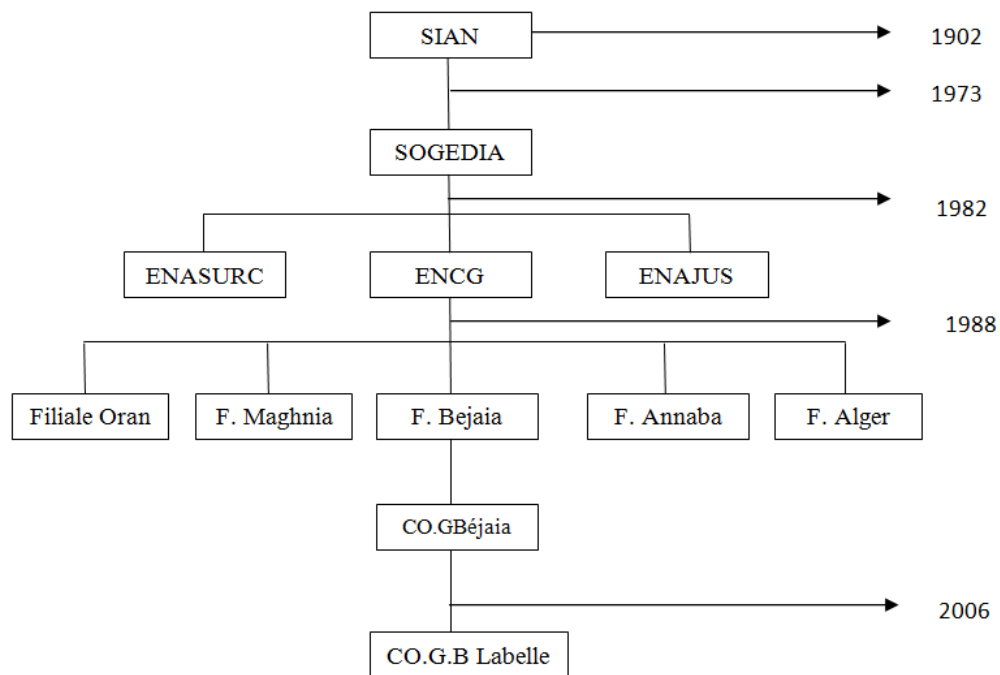 SIAN
1902
1973
SOGEDIA
1982
ENASURC
ENCG
ENAJUS
1988
Filiale Oran
F. Maghnia
F. Bejaia
F. Annaba
F. Alger
CO.GBéjaia
2006
CO.G.B Labelle